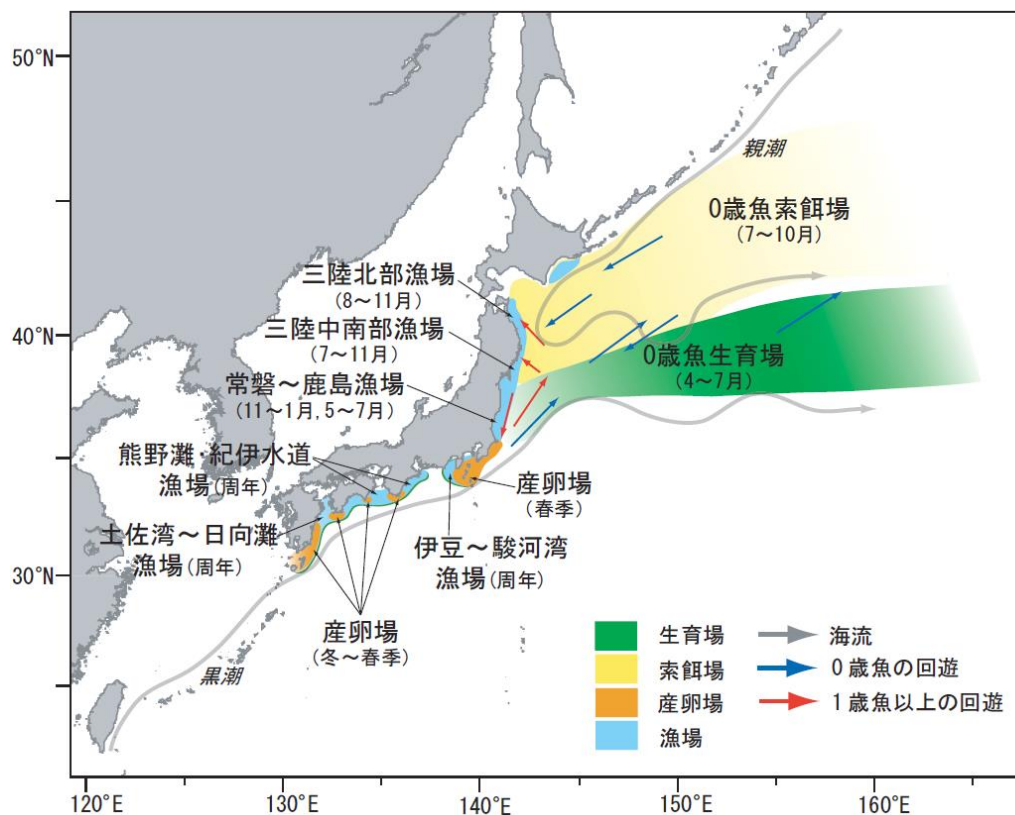 50°N
親潮
0歳魚索餌場
(7～10月)
三陸北部漁場
(8～11月)
40°N
三陸中南部漁場
(7～11月)
0歳魚生育場
(4～7月)
常磐～鹿島漁場
(11～1月,5～7月)
熊野灘･紀伊水道
漁場(周年)
産卵場
(春季)
土佐湾～日向灘
漁場(周年)
伊豆～駿河湾
漁場(周年)
30°N
産卵場
(冬～春季)
黒潮
生育場
海流
索餌場
0歳魚の回遊
産卵場
1歳魚以上の回遊
漁場
120°E
130°E
140°E
150°E
160°E